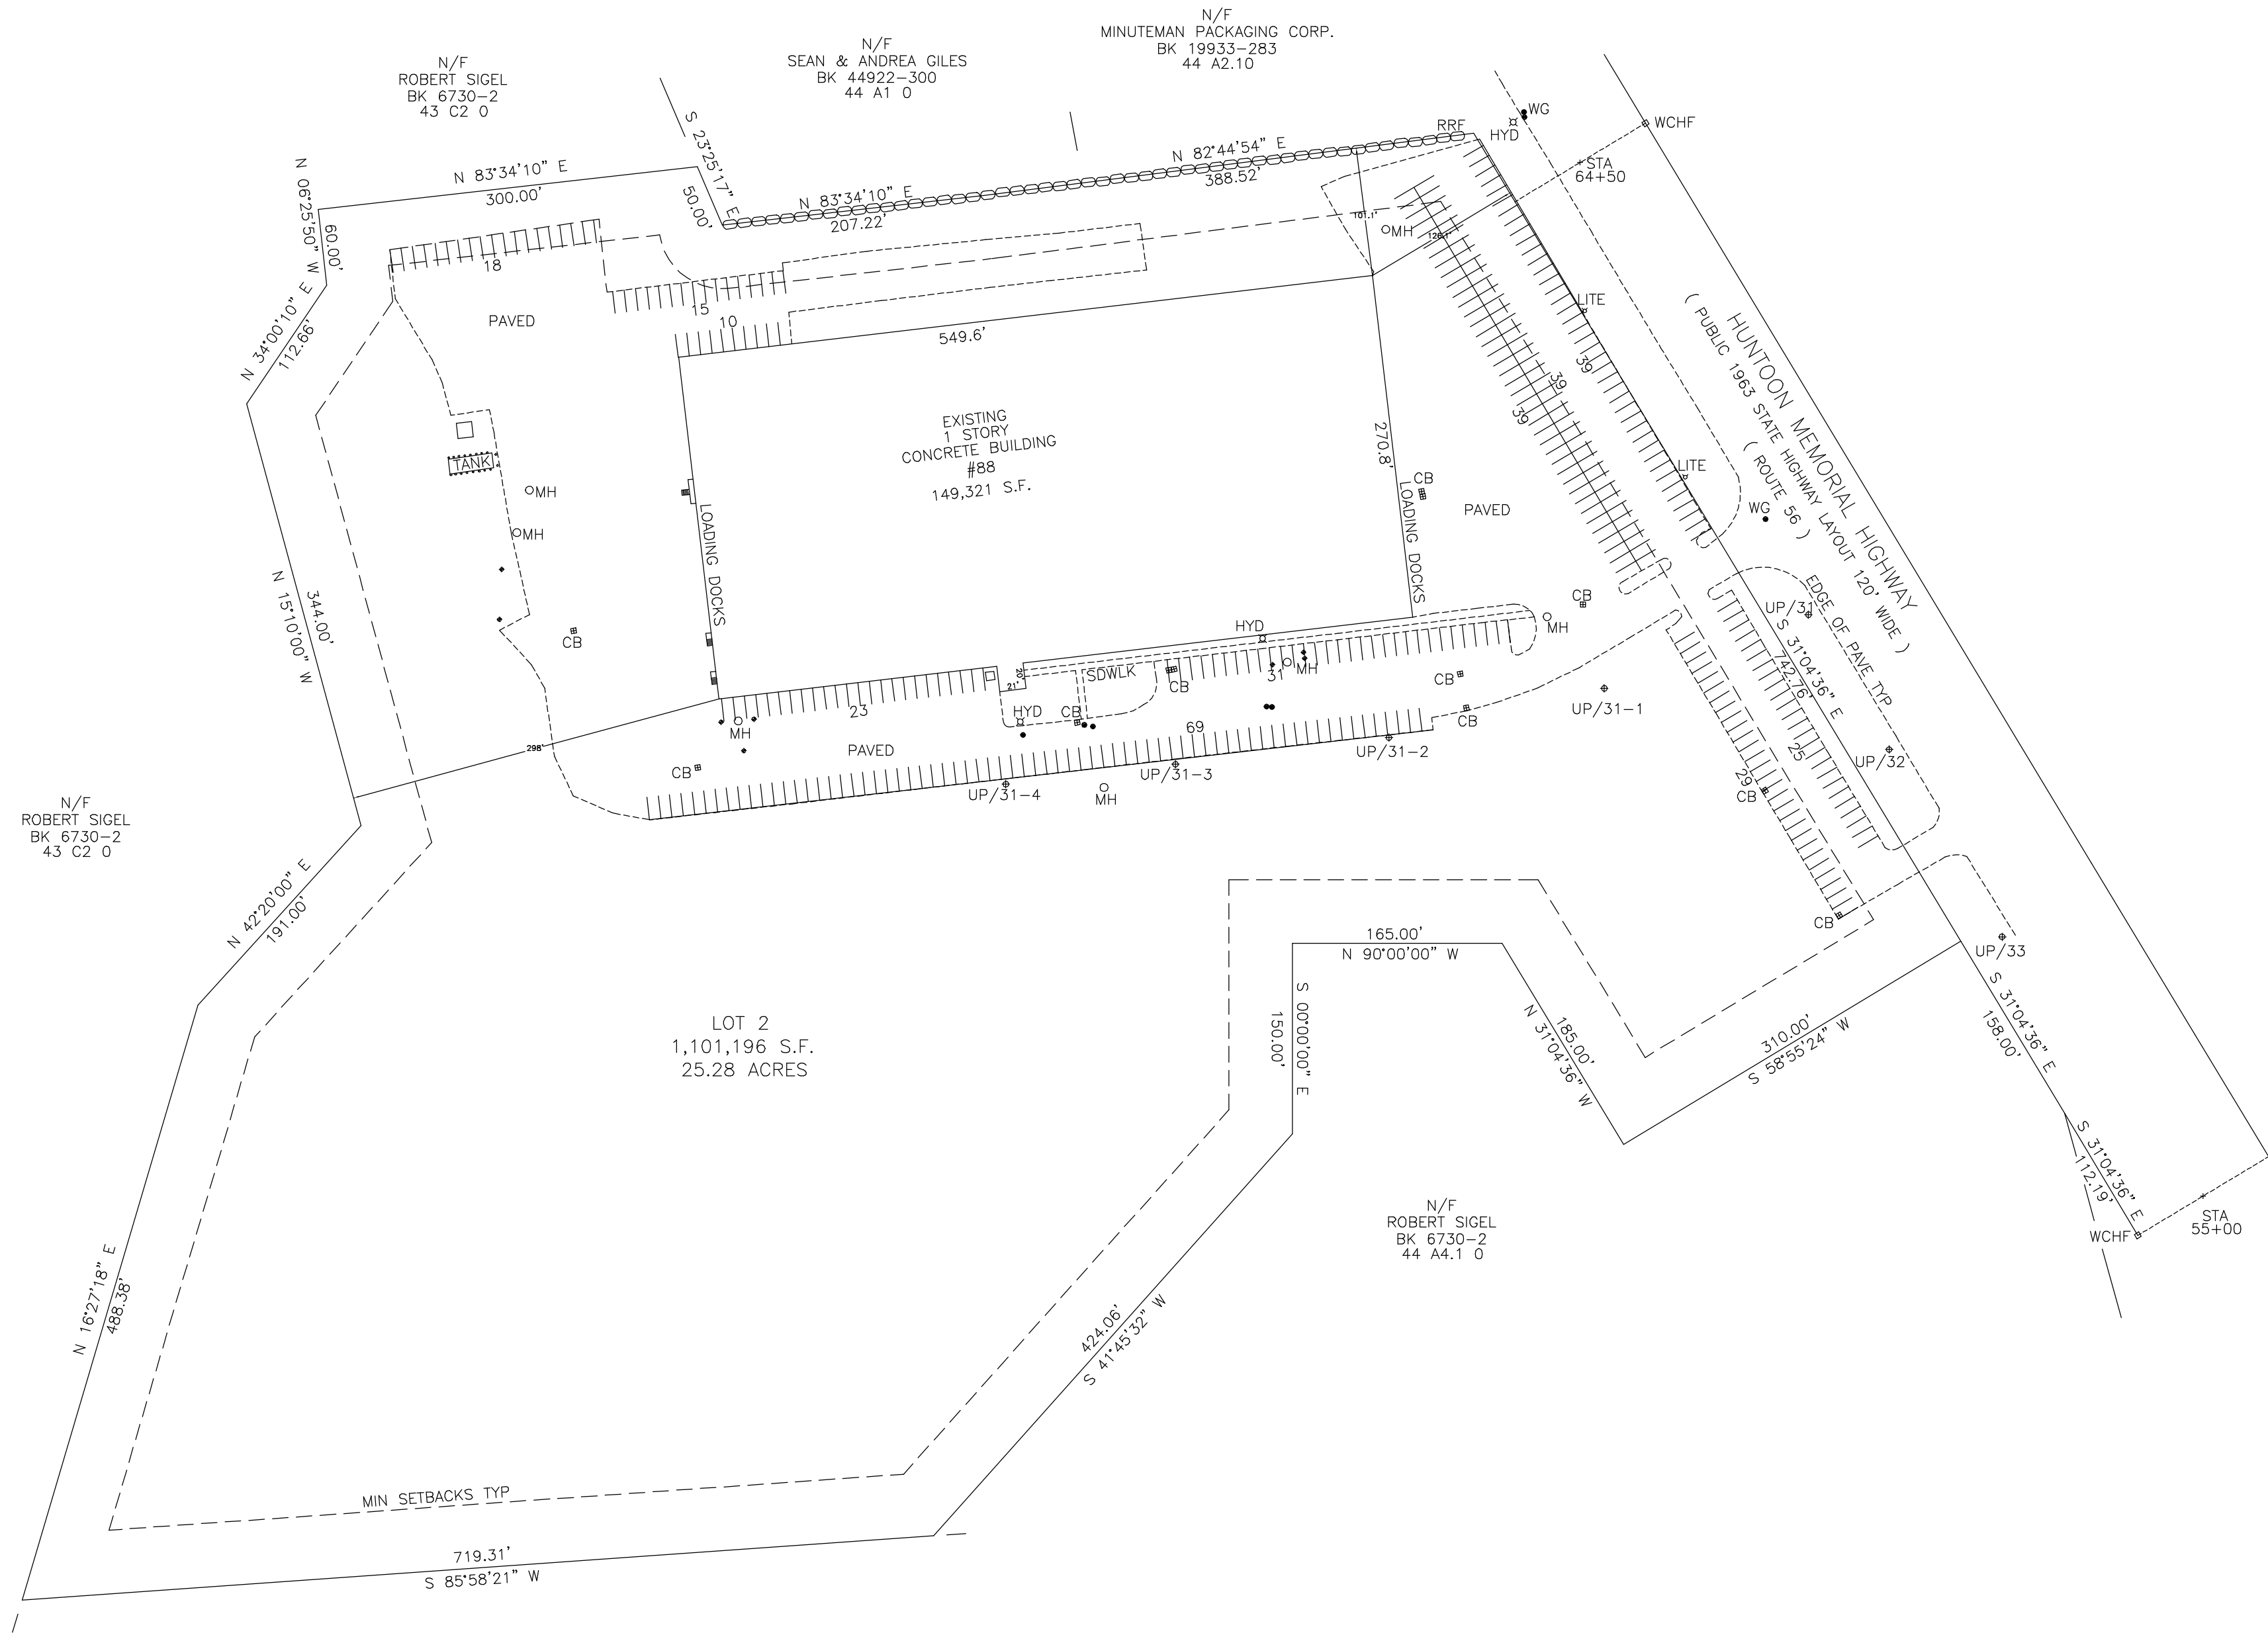 N/F
ROBERT SIGEL
BK 6730-2
43 C2 0
N/F
SEAN & ANDREA GILES
BK 44922-300
44 A1 0
N/F
MINUTEMAN PACKAGING CORP.
BK 19933-283
44 A2.10
N 06°25'50" W
60.00'
N 83°34'10" E
300.00'
S 23°25'17" E
50.00'
N 83°34'10" E
207.22'
N 82°44'54" E
388.52'
RRF
HYD
WG
WCHF
STA
64+50
N 34°00'10" E
112.66'
18
PAVED
15
10
101.1'
MH
126.1'
549.6'
LITE
39
39
39
HUNTOON MEMORIAL HIGHWAY
( PUBLIC 1963 STATE HIGHWAY LAYOUT 120' WIDE )
( ROUTE 56 )
EXISTING
1 STORY
CONCRETE BUILDING
#88
149,321 S.F.
270.8'
TANK
MH
MH
LOADING DOCKS
LOADING DOCKS
CB
PAVED
LITE
WG
N 15°10'00" W
344.00'
CB
HYD
CB
MH
UP/31
EDGE OF PAVE TYP
S 31°04'36" E
742.76'
20'
21'
SDWLK
CB
31
MH
CB
UP/31-1
CB
23
HYD
CB
69
MH
298'
PAVED
CB
UP/31-2
UP/31-3
UP/31-4
MH
UP/32
25
29
CB
CB
UP/33
N/F
ROBERT SIGEL
BK 6730-2
43 C2 0
N 42°20'00" E
191.00'
165.00'
N 90°00'00" W
S 00°00'00" E
150.00'
185.00'
N 31°04'36" W
310.00'
S 58°55'24" W
S 31°04'36" E
158.00'
S 31°04'36" E
112.19'
LOT 2
1,101,196 S.F.
25.28 ACRES
N/F
ROBERT SIGEL
BK 6730-2
44 A4.1 0
WCHF
STA
55+00
N 16°27'18" E
488.38'
424.06'
S 41°45'32" W
MIN SETBACKS TYP
719.31'
S 85°58'21" W